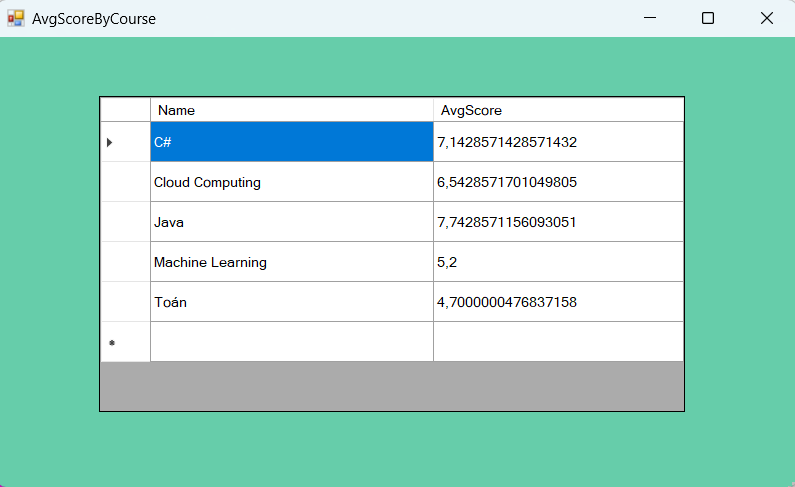 AvgScoreByCourse
Name AvgScore
C# 7,1428571428571432
Cloud Computing 6,5428571701049805
Java 7,7428571156093051
Machine Learning 5,2
Toán 4,7000000476837158